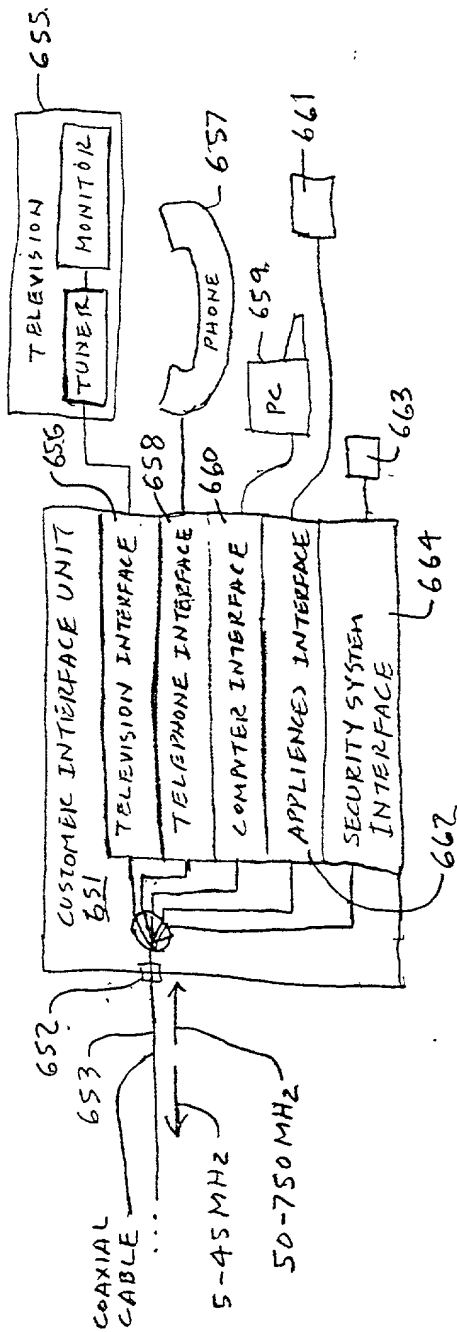 655
TELEVISION
TUNER
MONITOR
656
657
PHONE
658
659
PC
660
661
663
664
662
CUSTOMER INTERFACE UNIT
651
TELEVISION INTERFACE
TELEPHONE INTERFACE
COMPUTER INTERFACE
APPLIENCES INTERFACE
SECURITY SYSTEM
INTERFACE
652
653
COAXIAL
CABLE
...
5-45 MHz
50-750 MHz